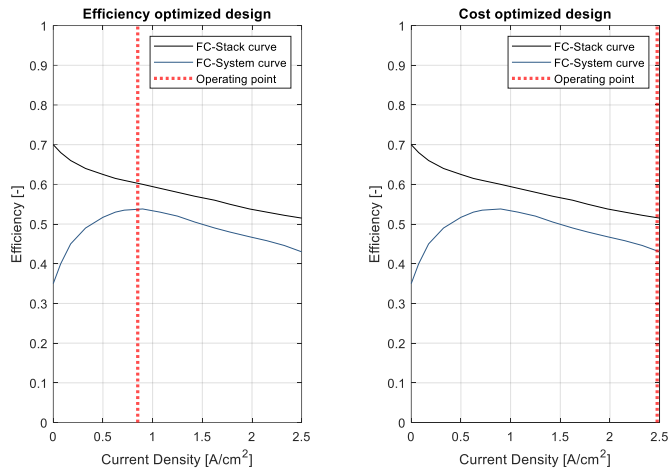 Efficiency optimized design
1
0.9
0.8
0.7
0.6
0.5
0.4
0.3
0.2
0.1
0
Efficiency [-]
FC-Stack curve
FC-System curve
Operating point
0 0.5 1 1.5 2 2.5
Current Density [A/cm²]
Cost optimized design
1
0.9
0.8
0.7
0.6
0.5
0.4
0.3
0.2
0.1
0
Efficiency [-]
FC-Stack curve
FC-System curve
Operating point
0 0.5 1 1.5 2 2.5
Current Density [A/cm²]